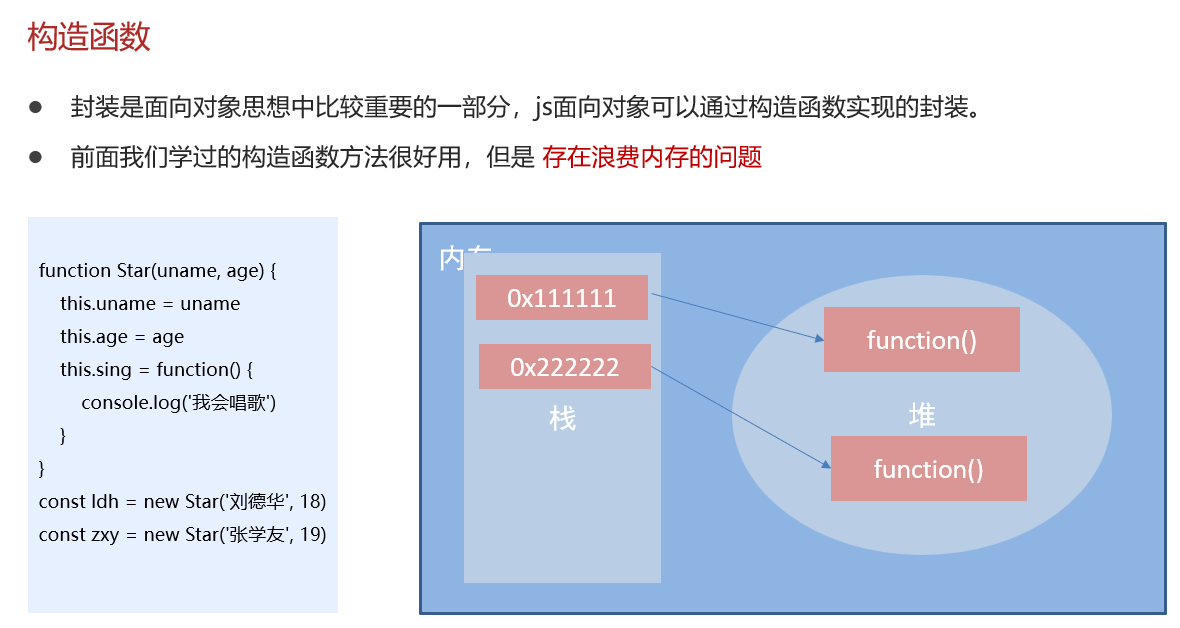 构造函数
封装是面向对象思想中比较重要的一部分，js面向对象可以通过构造函数实现的封装。
前面我们学过的构造函数方法很好用，但是 存在浪费内存的问题
function Star(uname, age) {
this.uname = uname
this.age = age
this.sing = function() {
console.log('我会唱歌')
}
}
const ldh = new Star('刘德华', 18)
const zxy = new Star('张学友', 19)
内存
0x111111
0x222222
栈
function()
堆
function()